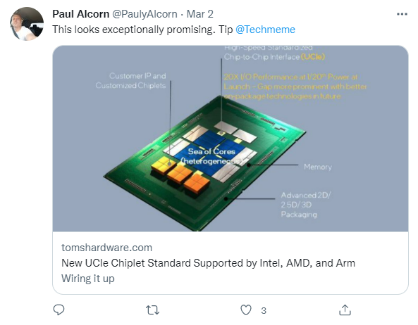 Paul Alcorn @PaulyAlcorn · Mar 2
This looks exceptionally promising. Tip @Techmeme
High-Speed Standardized
Chip-to-Chip Interface (UCIe)
20X I/O Performance at 1/20th Power at
Launch - Gap more prominent with better
on-package technologies in future
Customer IP and
Customized Chiplets
Sea of Cores
(heterogeneous)
Memory
Advanced 2D/
2.5D/ 3D
Packaging
tomshardware.com
New UCIe Chiplet Standard Supported by Intel, AMD, and Arm
Wiring it up
3